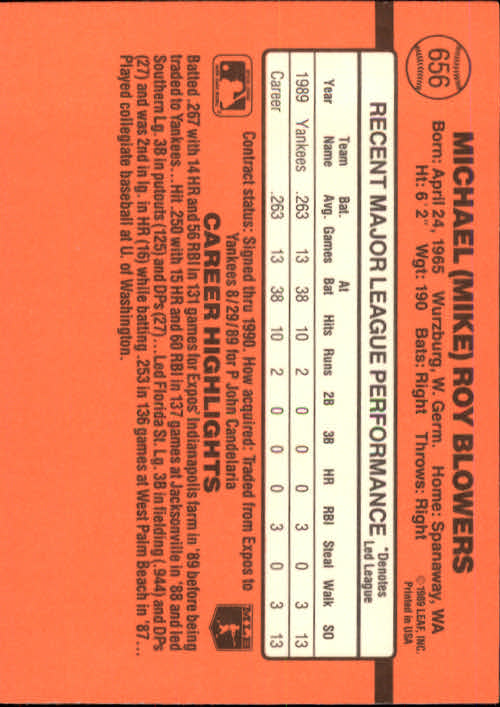 656
MICHAEL (MIKE) ROY BLOWERS
Born: April 24, 1965 Wurzburg, W. Germ. Home: Spanaway, WA
Ht: 6' 2" Wgt: 190 Bats: Right Throws: Right
© 1989 LEAF, INC.
Printed in USA
RECENT MAJOR LEAGUE PERFORMANCE
*Denotes
Led League
Year Team Name Bat. Avg. Games At Bat Hits Runs 2B 3B HR RBI Steal Walk SO
1989 Yankees .263 13 38 10 2 0 0 0 3 0 3 13
Career .263 13 38 10 2 0 0 0 3 0 3 13
Contract status: Signed thru 1990. How acquired: Traded from Expos to
Yankees 8/29/89 for P John Candelaria
MLB
CAREER HIGHLIGHTS
Batted .267 with 14 HR and 56 RBI in 131 games for Expos' Indianapolis farm in '89 before being
traded to Yankees...Hit .250 with 15 HR and 60 RBI in 137 games at Jacksonville in '88 and led
Southern Lg. 3B in putouts (125) and DPs (27)...Led Florida St. Lg. 3B in fielding (.944) and DPs
(27) and was 2nd in lg. in HR (16) while batting .253 in 136 games at West Palm Beach in '87...
Played collegiate baseball at U. of Washington.